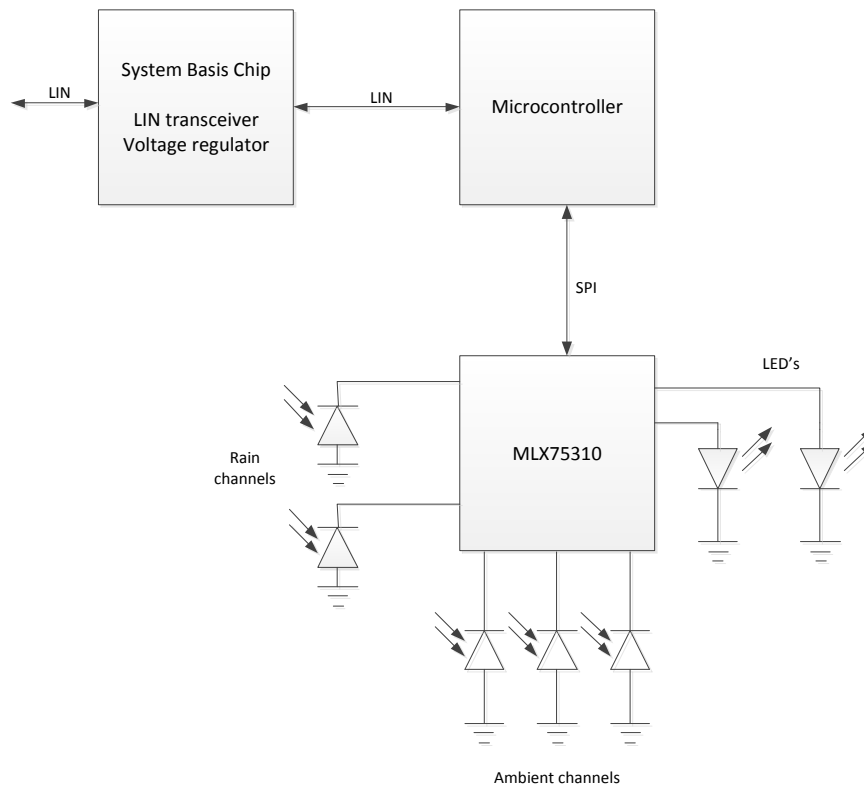 System Basis Chip
LIN transceiver
Voltage regulator
LIN
LIN
Microcontroller
SPI
LED's
Rain
channels
MLX75310
Ambient channels